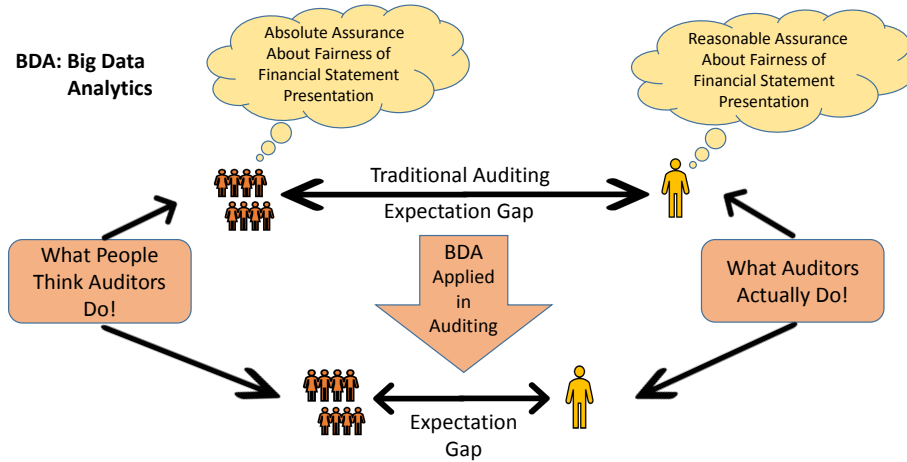 BDA: Big Data
Analytics
Absolute Assurance
About Fairness of
Financial Statement
Presentation
Reasonable Assurance
About Fairness of
Financial Statement
Presentation
Traditional Auditing
Expectation Gap
What People
Think Auditors
Do!
BDA
Applied
in
Auditing
What Auditors
Actually Do!
Expectation
Gap